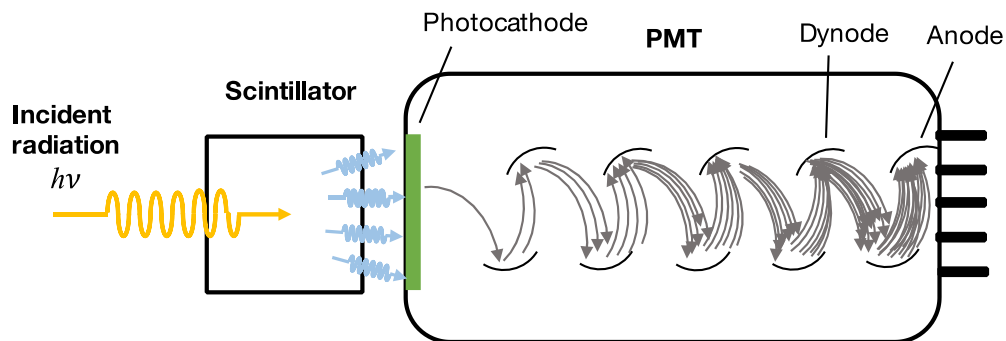 Photocathode
PMT
Dynode
Anode
Scintillator
Incident
radiation
hν